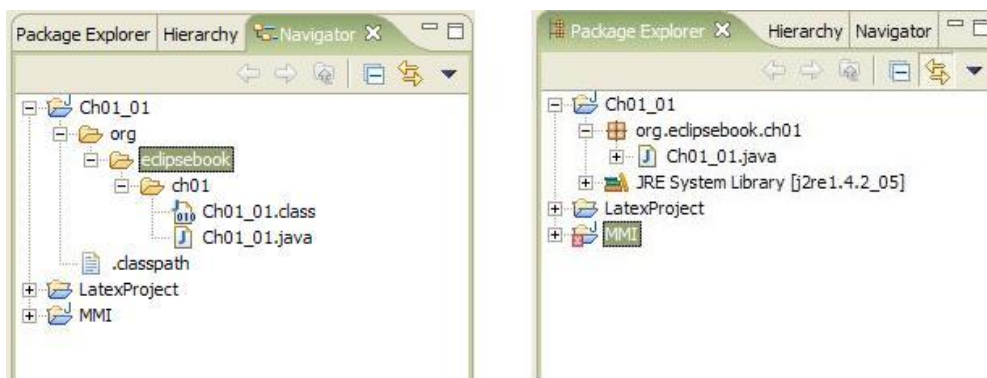 Package Explorer Hierarchy Navigator
Ch01_01
org
eclipsebook
ch01
Ch01_01.class
Ch01_01.java
.classpath
LatexProject
MMI
Package Explorer Hierarchy Navigator
Ch01_01
org.eclipsebook.ch01
Ch01_01.java
JRE System Library [j2re1.4.2_05]
LatexProject
MMI